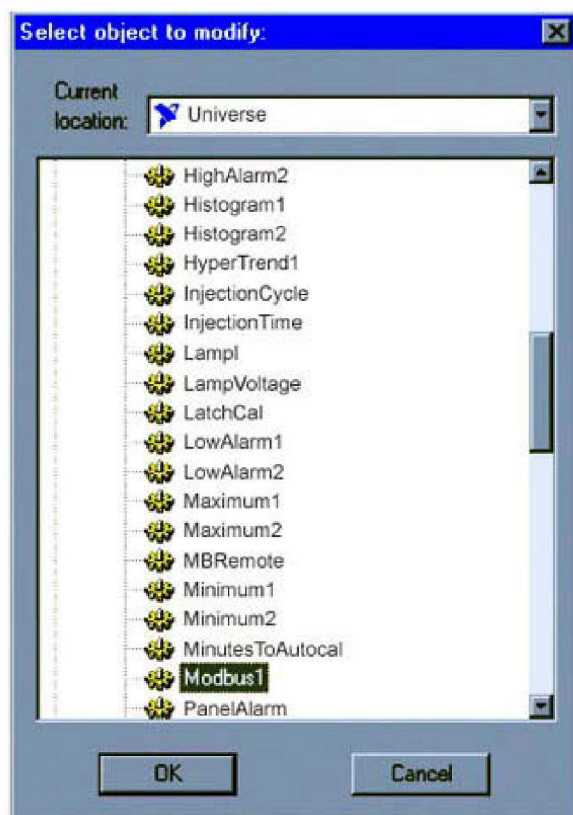 Select object to modify:
Current
location:
Universe
HighAlarm2
Histogram1
Histogram2
HyperTrend1
InjectionCycle
InjectionTime
LampI
LampVoltage
LatchCal
LowAlarm1
LowAlarm2
Maximum1
Maximum2
MBRemote
Minimum1
Minimum2
MinutesToAutocal
Modbus1
PanelAlarm
OK
Cancel